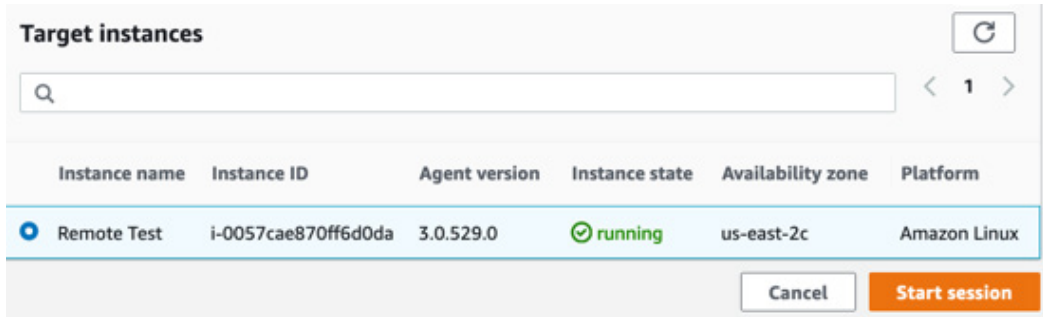 Target instances
1
Instance name Instance ID Agent version Instance state Availability zone Platform
Remote Test i-0057cae870ff6d0da 3.0.529.0 running us-east-2c Amazon Linux
Cancel Start session